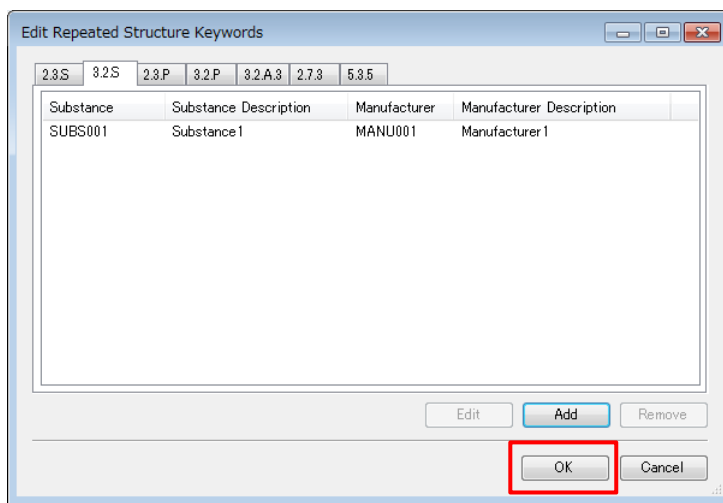 Edit Repeated Structure Keywords
2.3.S 3.2.S 2.3.P 3.2.P 3.2.A.3 2.7.3 5.3.5
Substance Substance Description Manufacturer Manufacturer Description
SUBS001 Substance1 MANU001 Manufacturer1
Edit Add Remove
OK Cancel